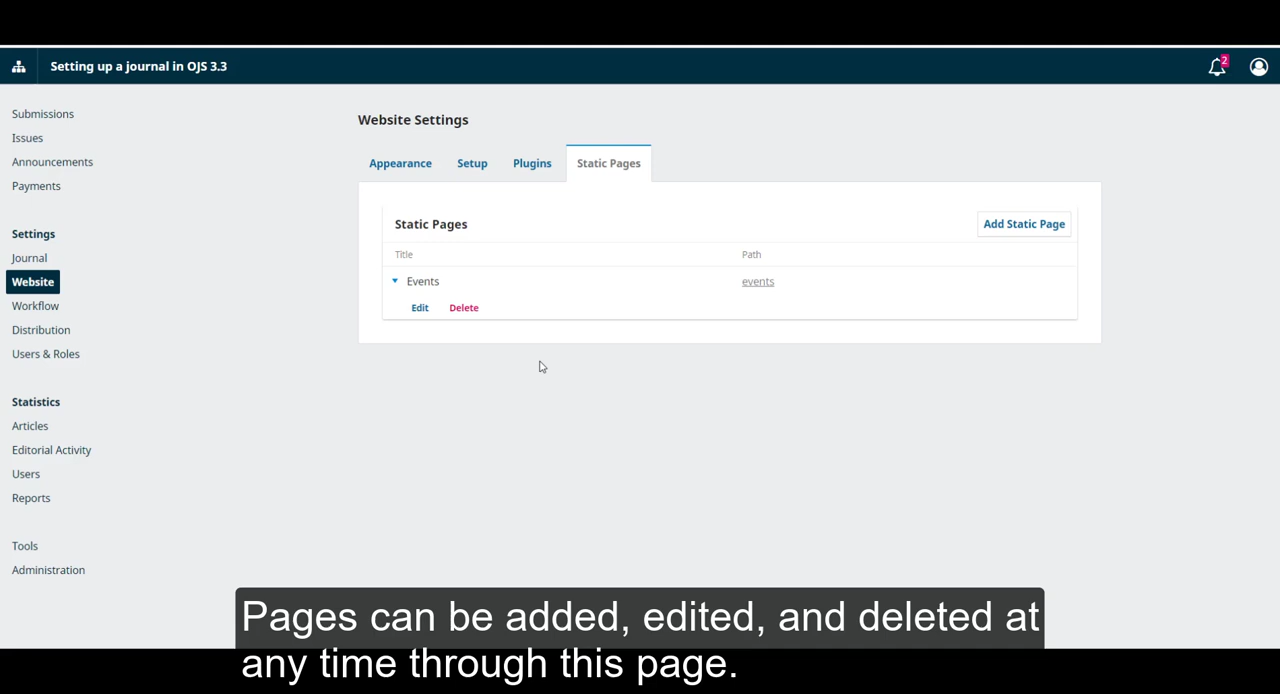 Setting up a journal in OJS 3.3
2
Submissions
Issues
Announcements
Payments
Settings
Journal
Website
Workflow
Distribution
Users & Roles
Statistics
Articles
Editorial Activity
Users
Reports
Tools
Administration
Website Settings
Appearance Setup Plugins Static Pages
Static Pages Add Static Page
Title Path
Events events
Edit Delete
Pages can be added, edited, and deleted at
any time through this page.